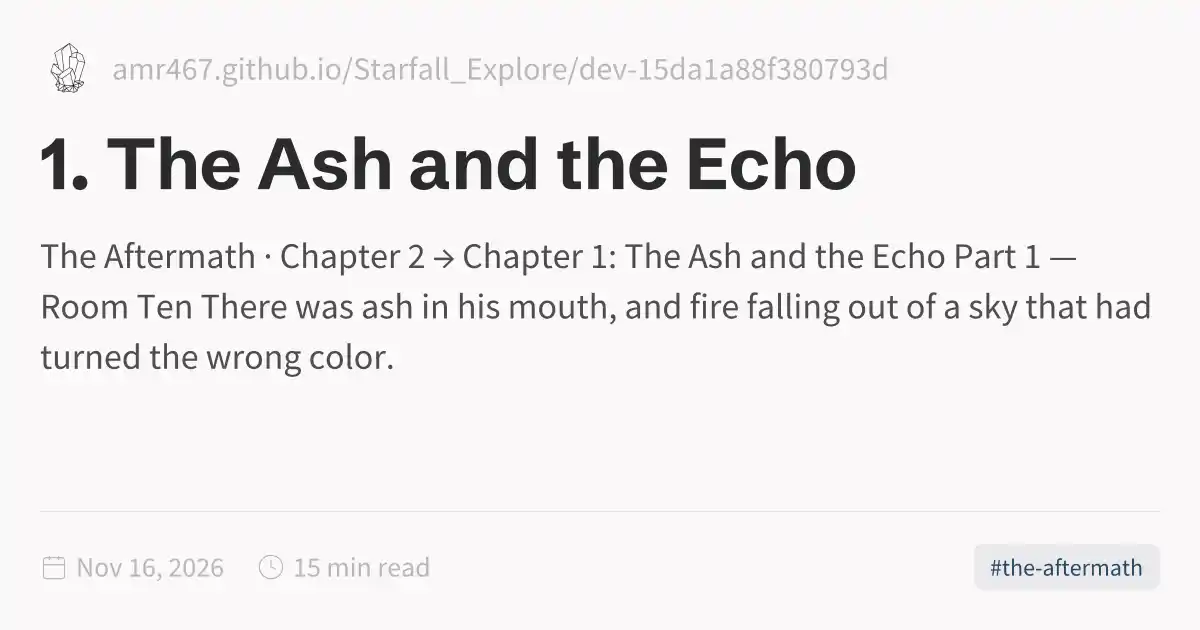 amr467.github.io/Starfall_Explore/dev-15da1a88f380793d
1. The Ash and the Echo
The Aftermath · Chapter 2 → Chapter 1: The Ash and the Echo Part 1 —
Room Ten There was ash in his mouth, and fire falling out of a sky that had
turned the wrong color.
Nov 16, 2026 15 min read #the-aftermath